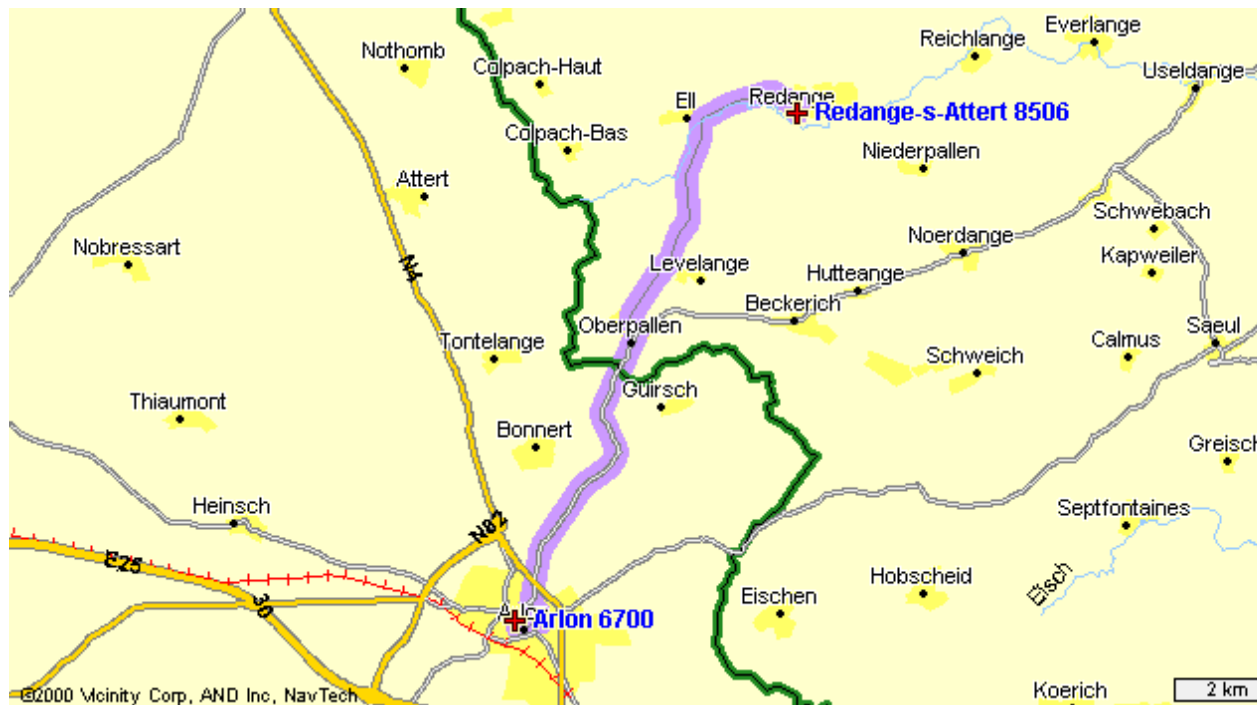 Everlange
Reichlange
Nothomb
Colpach-Haut
Useldange
Ell
Redange
Redange-s-Attert 8506
Colpach-Bas
Niederpallen
Attert
Schwebach
Noerdange
Nobressart
N4
Levelange
Hutteange
Kapweiler
Beckerich
Oberpallen
Tontelange
Calmus
Saeul
Schweich
Guirsch
Thiaumont
Bonnert
Greisch
Heinsch
N82
Septfontaines
E25
Hobscheid
Eisch
30
Eischen
Arlon 6700
Koerich
2 km
©2000 Vicinity Corp, AND Inc, NavTech